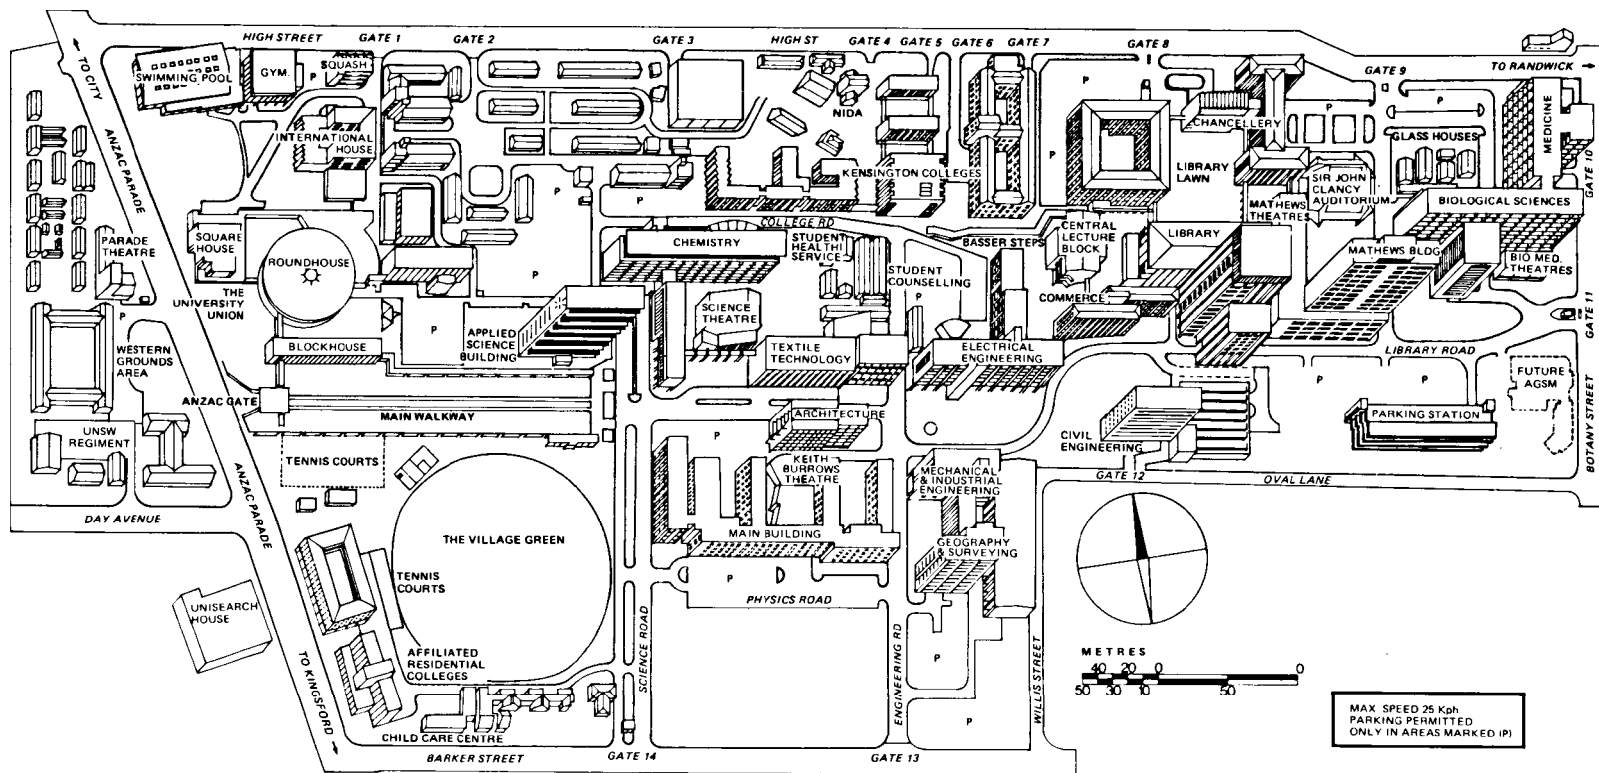 HIGH STREET
GATE 1
GATE 2
GATE 3
HIGH ST
GATE 4
GATE 5
GATE 6
GATE 7
GATE 8
GATE 9
TO RANDWICK
TO CITY
SWIMMING POOL
GYM.
P
SQUASH
P
NIDA
P
CHANCELLERY
P
P
GLASS HOUSES
MEDICINE
GATE 10
ANZAC PARADE
INTERNATIONAL
HOUSE
P
KENSINGTON COLLEGES
P
LIBRARY
LAWN
SIR JOHN
CLANCY
AUDITORIUM
MATHEWS
THEATRES
BIOLOGICAL SCIENCES
COLLEGE RD
PARADE
THEATRE
SQUARE
HOUSE
ROUNDHOUSE
CHEMISTRY
STUDENT
HEALTH
SERVICE
BASSER STEPS
CENTRAL
LECTURE
BLOCK
LIBRARY
MATHEWS BLDG
BIO MED.
THEATRES
P
STUDENT
COUNSELLING
P
COMMERCE
THE
UNIVERSITY
UNION
P
P
APPLIED
SCIENCE
BUILDING
SCIENCE
THEATRE
GATE 11
BLOCKHOUSE
TEXTILE
TECHNOLOGY
ELECTRICAL
ENGINEERING
LIBRARY ROAD
WESTERN
GROUNDS
AREA
P
P
FUTURE
AGSM
ANZAC GATE
MAIN WALKWAY
ARCHITECTURE
PARKING STATION
BOTANY STREET
UNSW
REGIMENT
P
CIVIL
ENGINEERING
TENNIS COURTS
KEITH
BURROWS
THEATRE
MECHANICAL
& INDUSTRIAL
ENGINEERING
GATE 12
OVAL LANE
ANZAC PARADE
DAY AVENUE
THE VILLAGE GREEN
MAIN BUILDING
GEOGRAPHY
& SURVEYING
TENNIS
COURTS
P
PHYSICS ROAD
UNISEARCH
HOUSE
SCIENCE ROAD
ENGINEERING RD
WILLIS STREET
P
AFFILIATED
RESIDENTIAL
COLLEGES
METRES
40 20 0 0
50 30 10 50
TO KINGSFORD
P
MAX SPEED 25 Kph
PARKING PERMITTED
ONLY IN AREAS MARKED (P)
CHILD CARE CENTRE
BARKER STREET
GATE 14
GATE 13